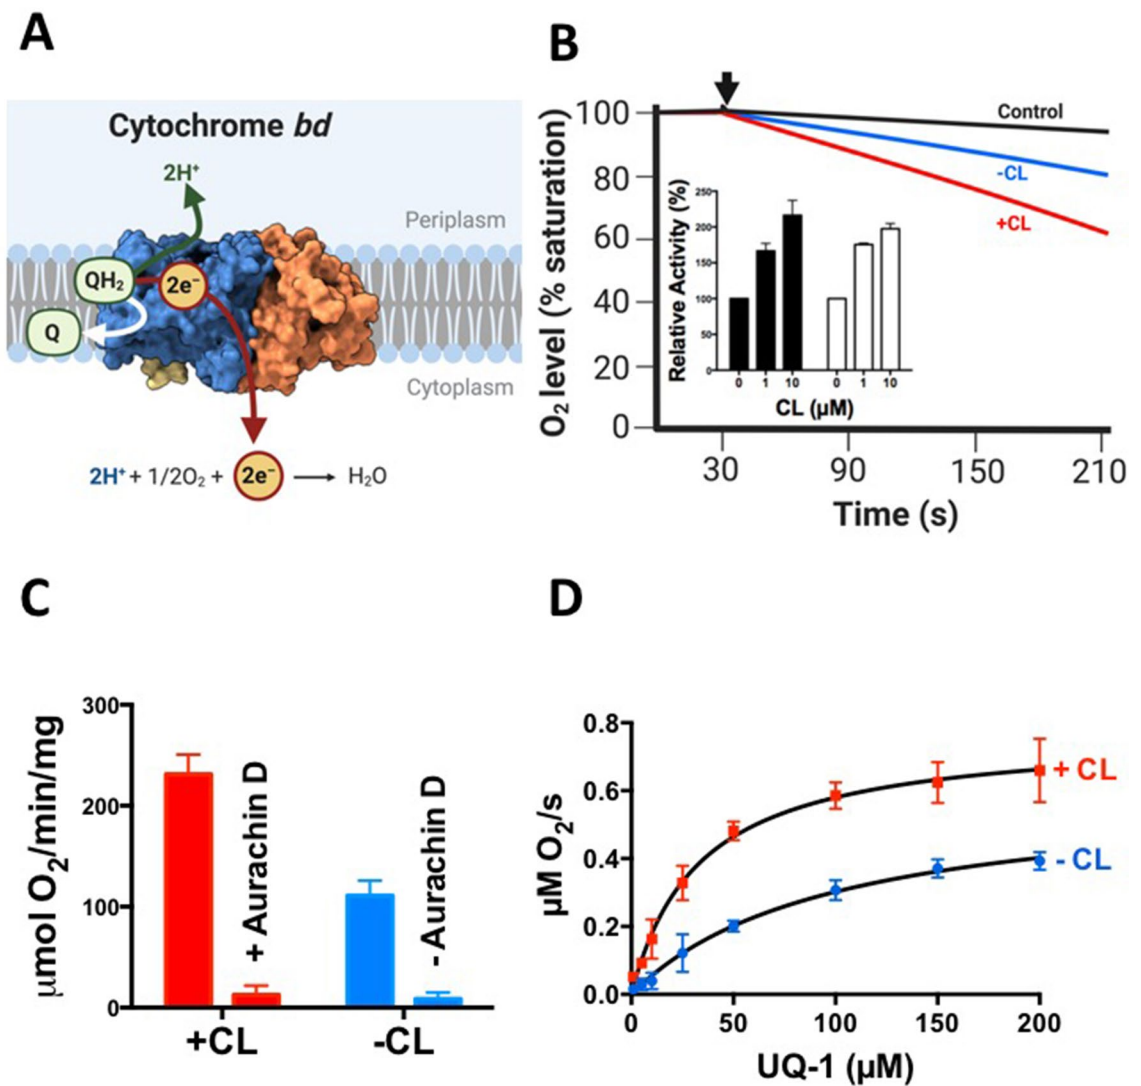 A
Cytochrome bd
2H⁺
Periplasm
QH₂
2e⁻
Q
Cytoplasm
2H⁺ + 1/2O₂ + 2e⁻ → H₂O
B
O₂ level (% saturation)
100
80
60
40
20
0
Control
-CL
+CL
Relative Activity (%)
250
200
150
100
50
0
0 1 10 0 1 10
CL (µM)
30 90 150 210
Time (s)
C
µmol O₂/min/mg
300
200
100
0
+ Aurachin D
- Aurachin D
+CL -CL
D
µM O₂/s
0.8
0.6
0.4
0.2
0.0
+ CL
- CL
0 50 100 150 200
UQ-1 (µM)